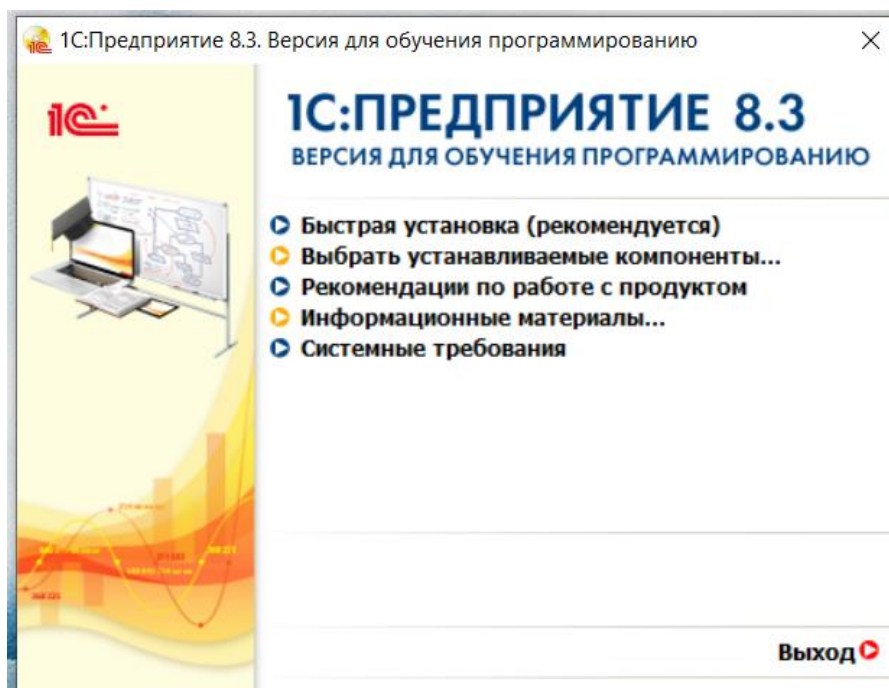 1С:Предприятие 8.3. Версия для обучения программированию
1С
1С:ПРЕДПРИЯТИЕ 8.3
ВЕРСИЯ ДЛЯ ОБУЧЕНИЯ ПРОГРАММИРОВАНИЮ
Быстрая установка (рекомендуется)
Выбрать устанавливаемые компоненты...
Рекомендации по работе с продуктом
Информационные материалы...
Системные требования
Выход